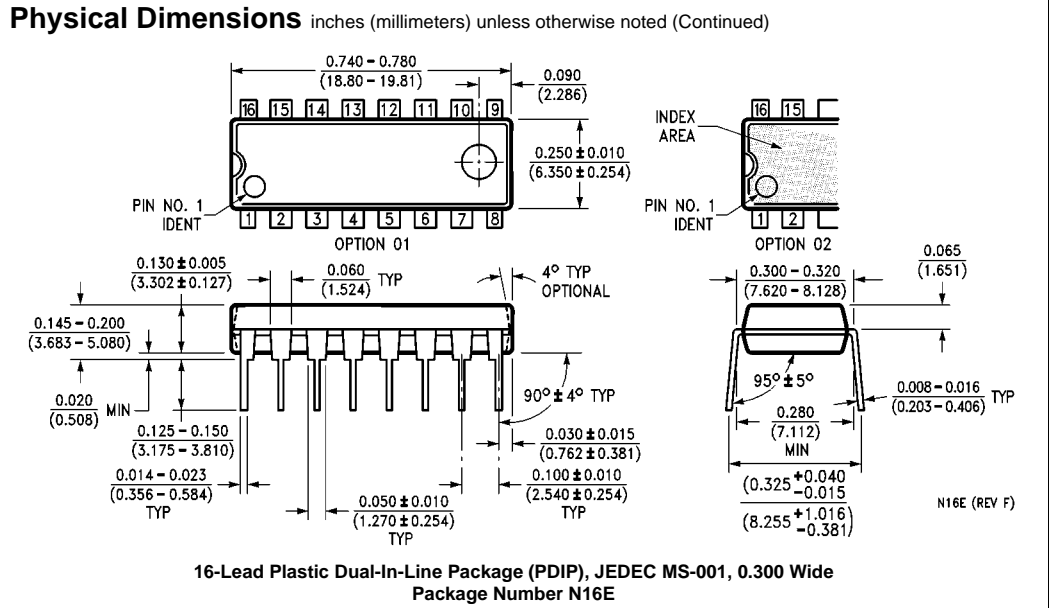 Physical Dimensions inches (millimeters) unless otherwise noted (Continued)
0.740 – 0.780
(18.80 – 19.81)
0.090
(2.286)
16 15 14 13 12 11 10 9
16 15
INDEX
AREA
0.250 ± 0.010
(6.350 ± 0.254)
PIN NO. 1
IDENT
PIN NO. 1
IDENT
1 2 3 4 5 6 7 8
1 2
OPTION 01
OPTION 02
0.065
(1.651)
0.130 ± 0.005
(3.302 ± 0.127)
0.060
(1.524)
TYP
4° TYP
OPTIONAL
0.300 – 0.320
(7.620 – 8.128)
0.145 – 0.200
(3.683 – 5.080)
95° ± 5°
90° ± 4° TYP
0.008 – 0.016
(0.203 – 0.406)
TYP
0.020
(0.508)
MIN
0.280
(7.112)
MIN
0.125 – 0.150
(3.175 – 3.810)
0.030 ± 0.015
(0.762 ± 0.381)
0.014 – 0.023
(0.356 – 0.584)
TYP
0.100 ± 0.010
(2.540 ± 0.254)
TYP
0.050 ± 0.010
(1.270 ± 0.254)
TYP
(0.325 +0.040
-0.015
(8.255 +1.016
-0.381)
N16E (REV F)
16-Lead Plastic Dual-In-Line Package (PDIP), JEDEC MS-001, 0.300 Wide
Package Number N16E